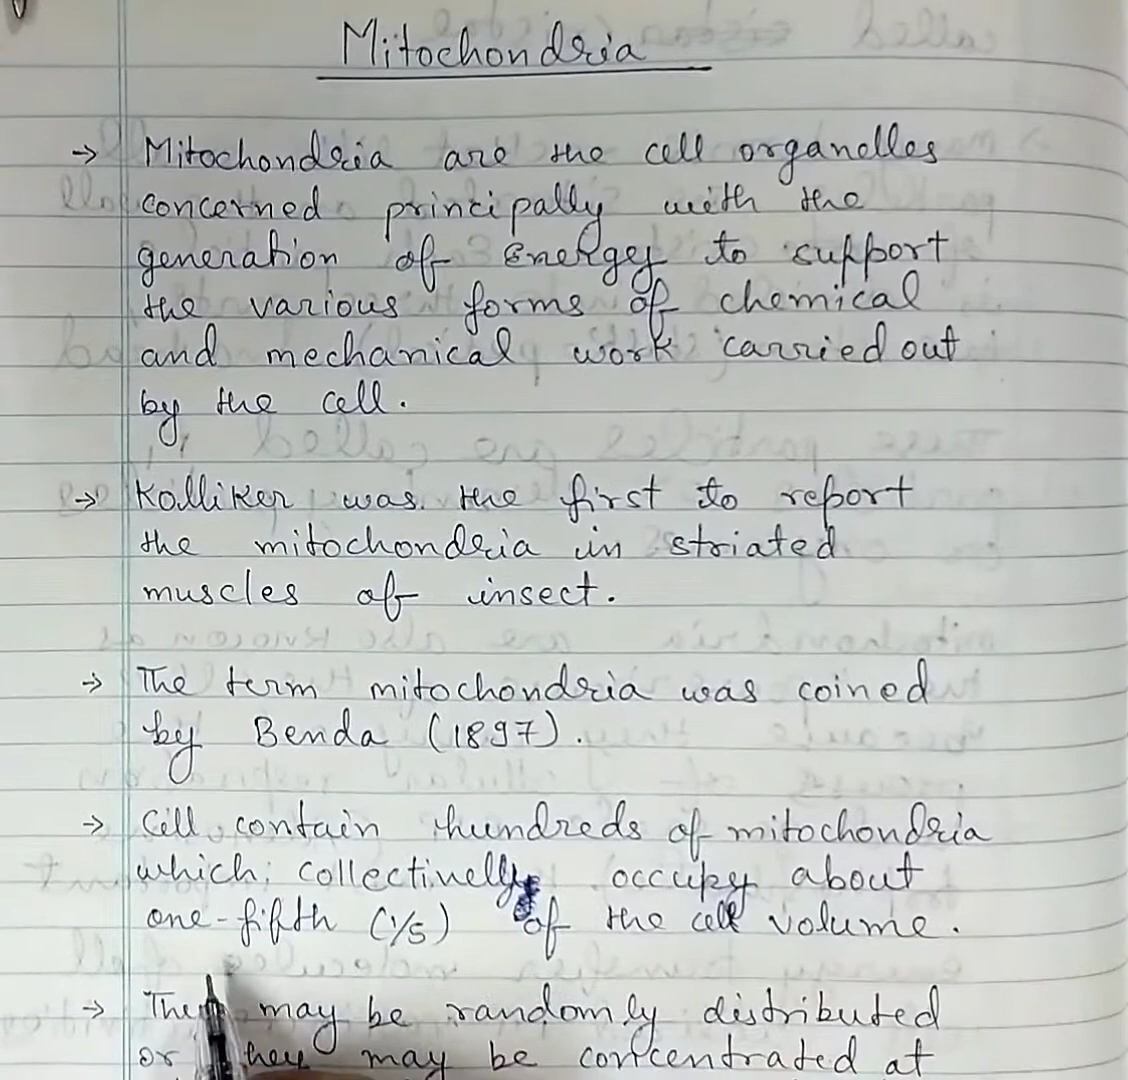 Mitochondria
→ Mitochondria are the cell organelles
concerned principally with the
generation of Energy to support
the various forms of chemical
and mechanical work carried out
by the cell.
→ Kolliker was the first to report
the mitochondria in striated
muscles of insect.
→ The term mitochondria was coined
by Benda (1897).
→ Cell contain hundreds of mitochondria
which collectively occupy about
one-fifth (1/5) of the cell volume.
→ They may be randomly distributed
or they may be concentrated at